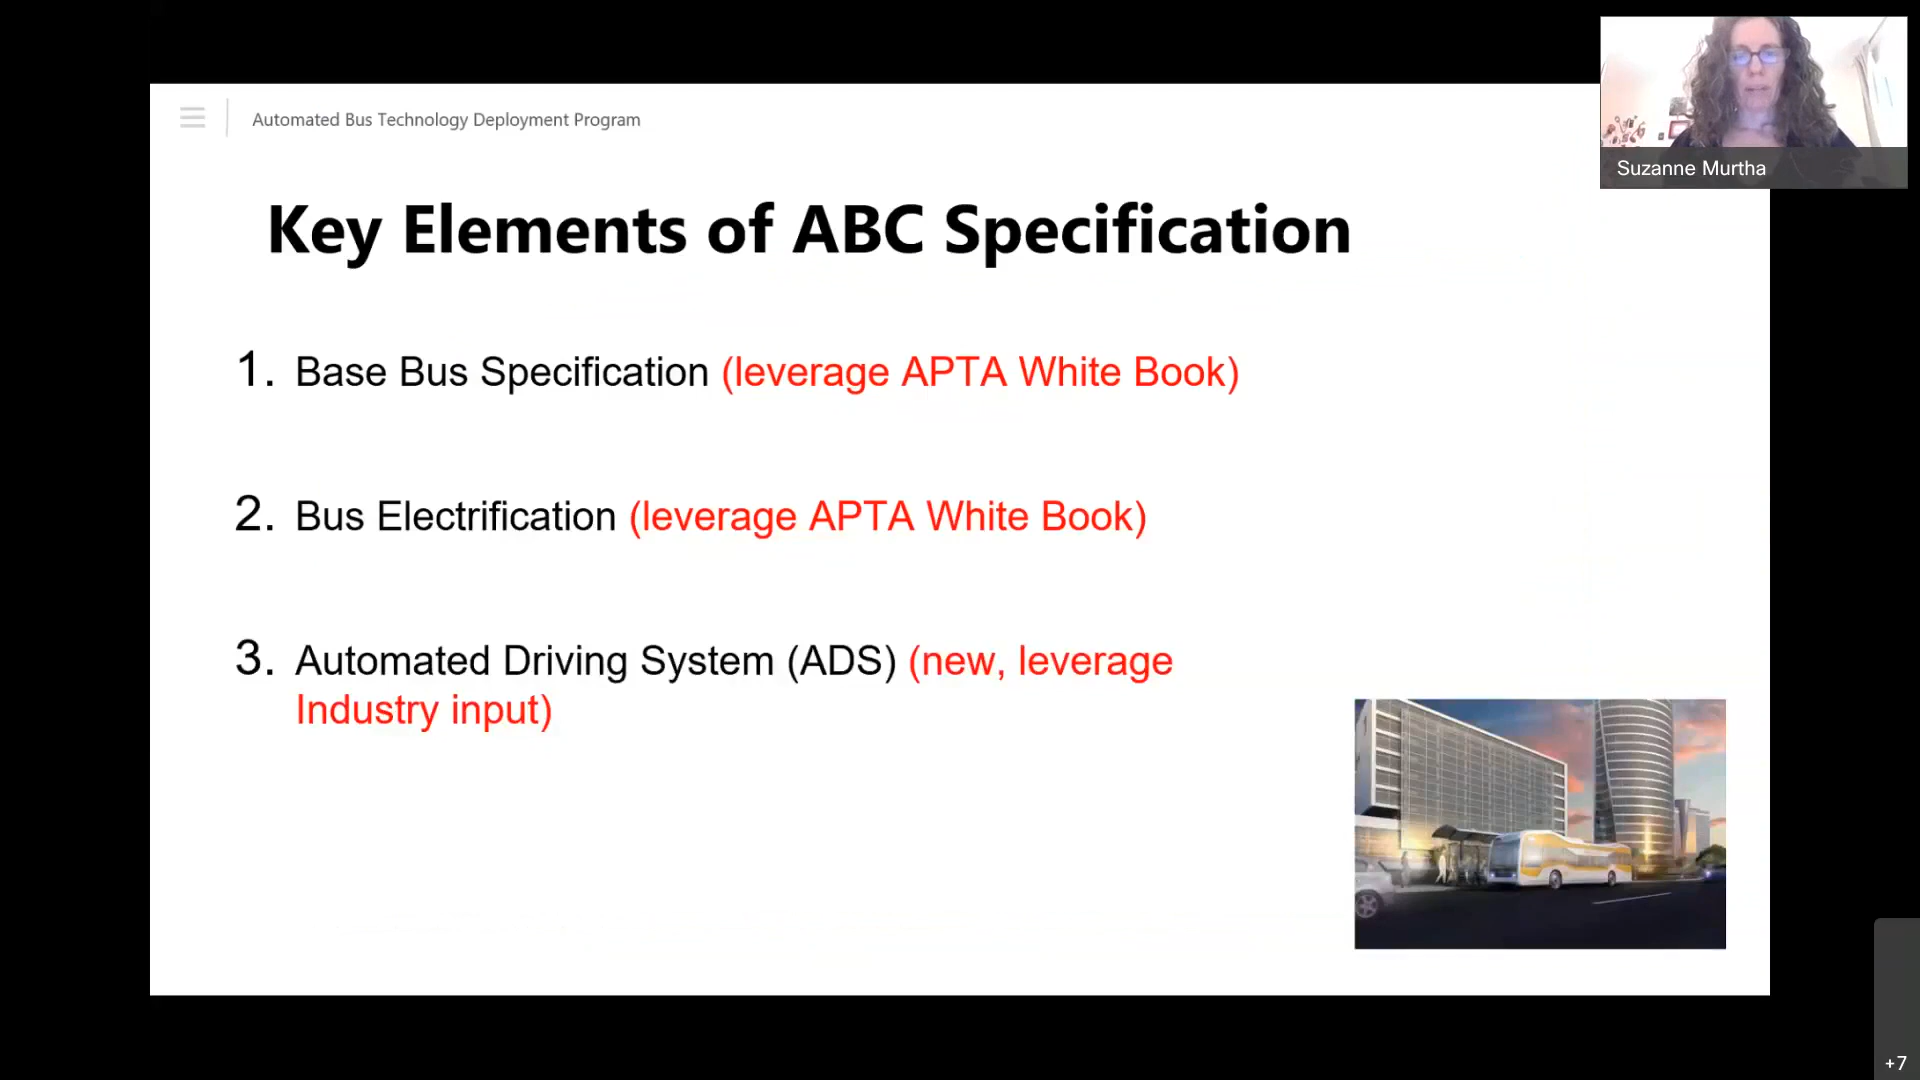 Automated Bus Technology Deployment Program
Suzanne Murtha
Key Elements of ABC Specification
1. Base Bus Specification (leverage APTA White Book)
2. Bus Electrification (leverage APTA White Book)
3. Automated Driving System (ADS) (new, leverage
Industry input)
+7